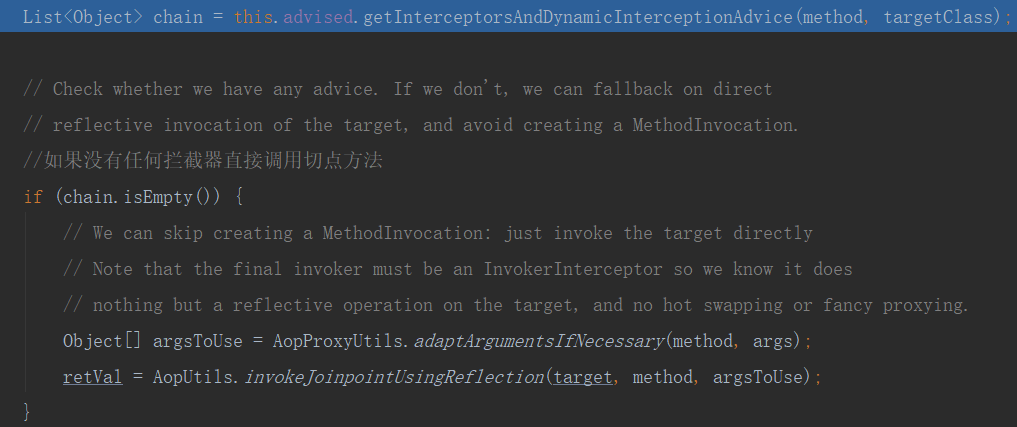 List<Object> chain = this.advised.getInterceptorsAndDynamicInterceptionAdvice(method, targetClass);
// Check whether we have any advice. If we don't, we can fallback on direct
// reflective invocation of the target, and avoid creating a MethodInvocation.
//如果没有任何拦截器直接调用切点方法
if (chain.isEmpty()) {
// We can skip creating a MethodInvocation: just invoke the target directly
// Note that the final invoker must be an InvokerInterceptor so we know it does
// nothing but a reflective operation on the target, and no hot swapping or fancy proxying.
Object[] argsToUse = AopProxyUtils.adaptArgumentsIfNecessary(method, args);
retVal = AopUtils.invokeJoinpointUsingReflection(target, method, argsToUse);
}